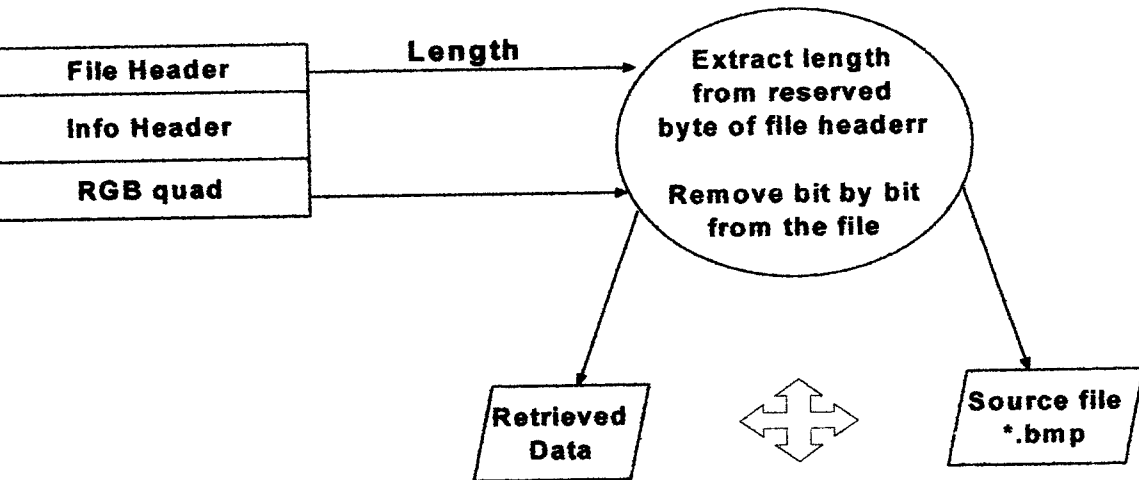 File Header
Info Header
RGB quad
Length
Extract length
from reserved
byte of file headerr
Remove bit by bit
from the file
Retrieved
Data
Source file
*.bmp